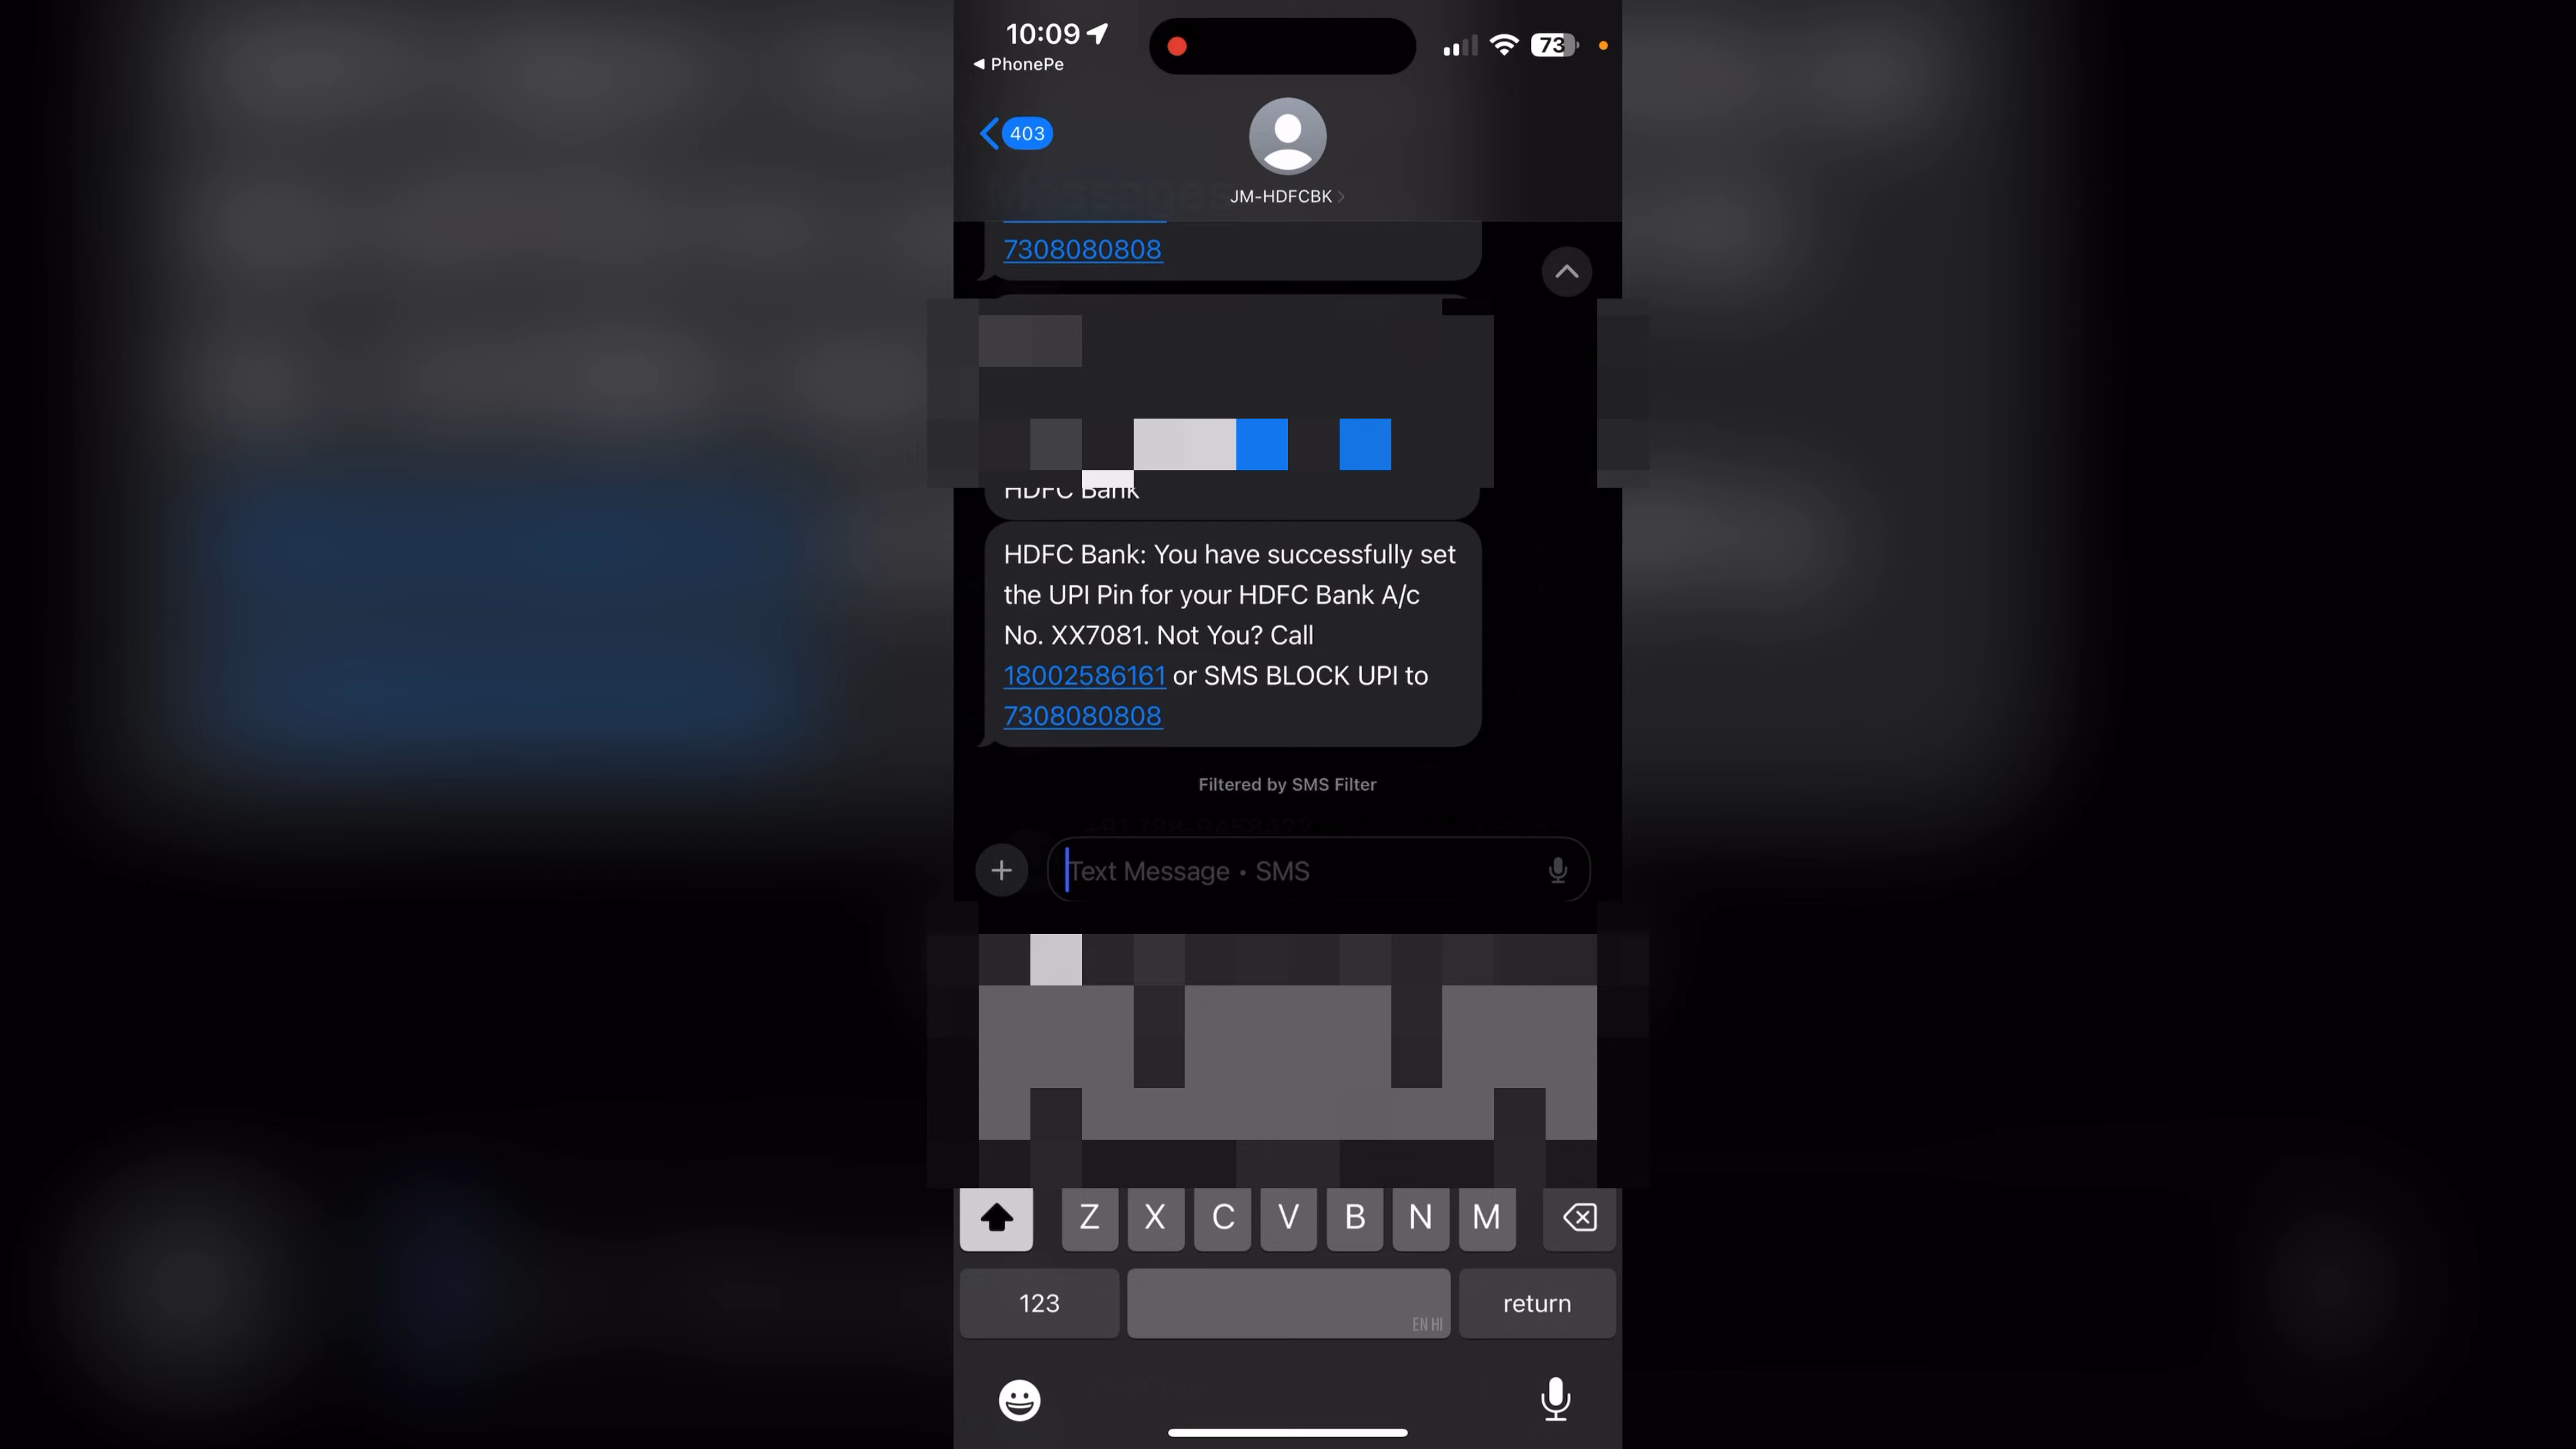 10:09
73
PhonePe
403
JM-HDFCBK
7308080808
HDFC Bank
HDFC Bank: You have successfully set
the UPI Pin for your HDFC Bank A/c
No. XX7081. Not You? Call
18002586161 or SMS BLOCK UPI to
7308080808
Filtered by SMS Filter
Text Message • SMS
Z X C V B N M
123
EN HI
return